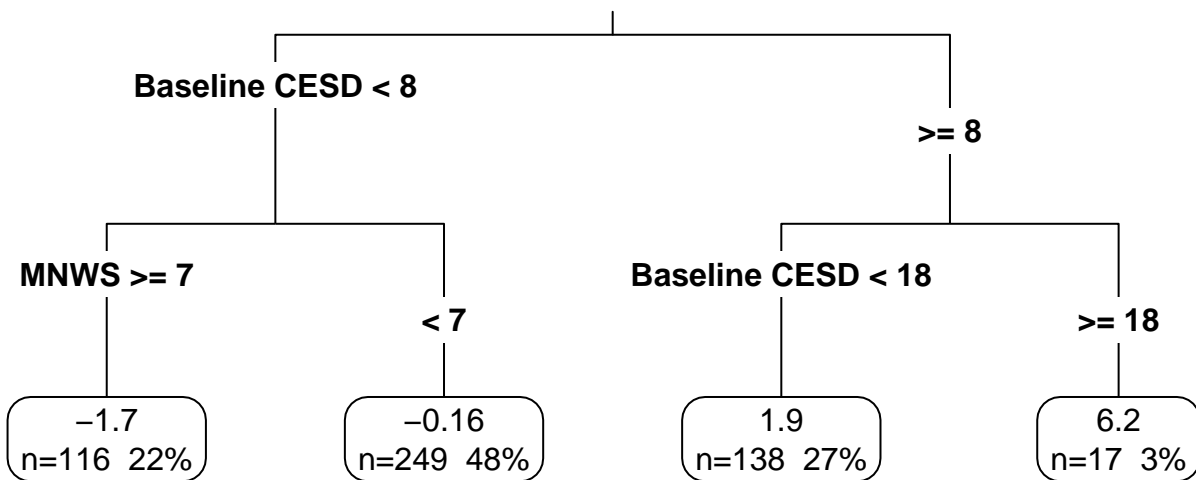 Baseline CESD < 8
>= 8
MNWS >= 7
< 7
Baseline CESD < 18
>= 18
−1.7
n=116 22%
−0.16
n=249 48%
1.9
n=138 27%
6.2
n=17 3%